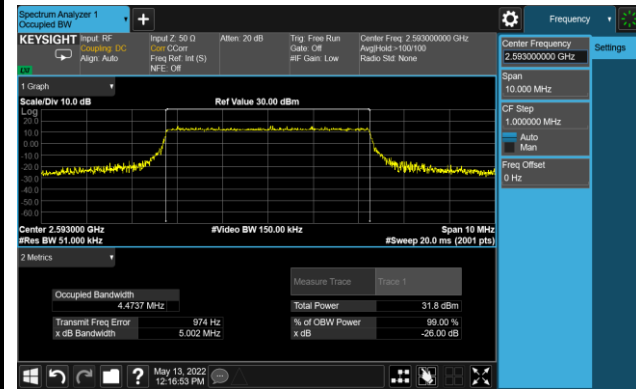 Spectrum Analyzer 1
Occupied BW
+
Frequency
KEYSIGHT
Input: RF
Coupling: DC
Align: Auto
Input Z: 50 Ω
Corr CCorr
Freq Ref: Int (S)
NFE: Off
Atten: 20 dB
Trig: Free Run
Gate: Off
#IF Gain: Low
Center Freq: 2.593000000 GHz
Avg|Hold:>100/100
Radio Std: None
Center Frequency
2.593000000 GHz
Settings
Span
10.000 MHz
CF Step
1.000000 MHz
Auto
Man
Freq Offset
0 Hz
1 Graph
Scale/Div 10.0 dB
Ref Value 30.00 dBm
Log
20.0
10.0
0.00
-10.0
-20.0
-30.0
-40.0
-50.0
-60.0
Center 2.593000 GHz
#Video BW 150.00 kHz
Span 10 MHz
#Res BW 51.000 kHz
#Sweep 20.0 ms (2001 pts)
2 Metrics
Measure Trace
Trace 1
Occupied Bandwidth
4.4737 MHz
Total Power
31.8 dBm
Transmit Freq Error
974 Hz
% of OBW Power
99.00 %
x dB Bandwidth
5.002 MHz
x dB
-26.00 dB
?
May 13, 2022
12:16:53 PM